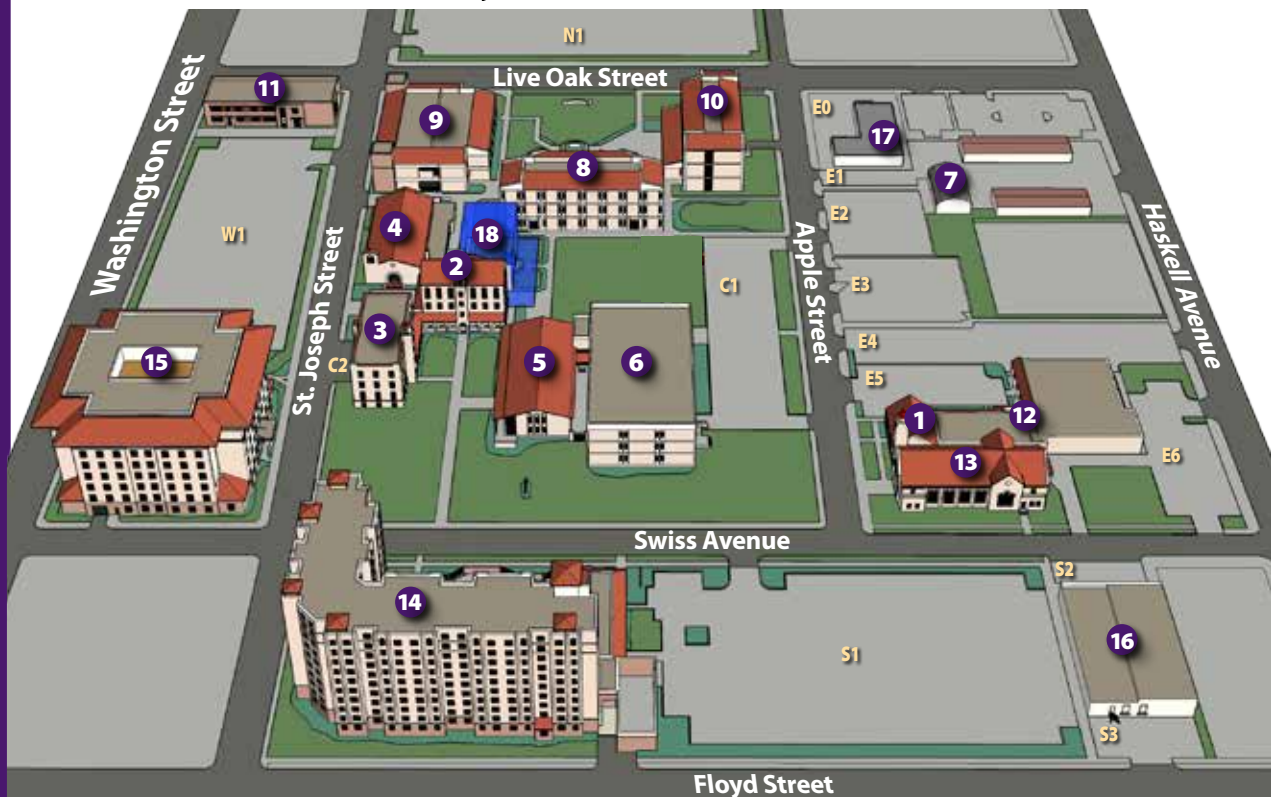 N1
Live Oak Street
11
10
9
E0
17
8
E1
7
Washington Street
4
W1
18
E2
Haskell Avenue
2
C1
Apple Street
E3
3
St. Joseph Street
E4
15
C2
5
6
E5
1
12
13
E6
Swiss Avenue
14
S2
16
S1
S3
Floyd Street